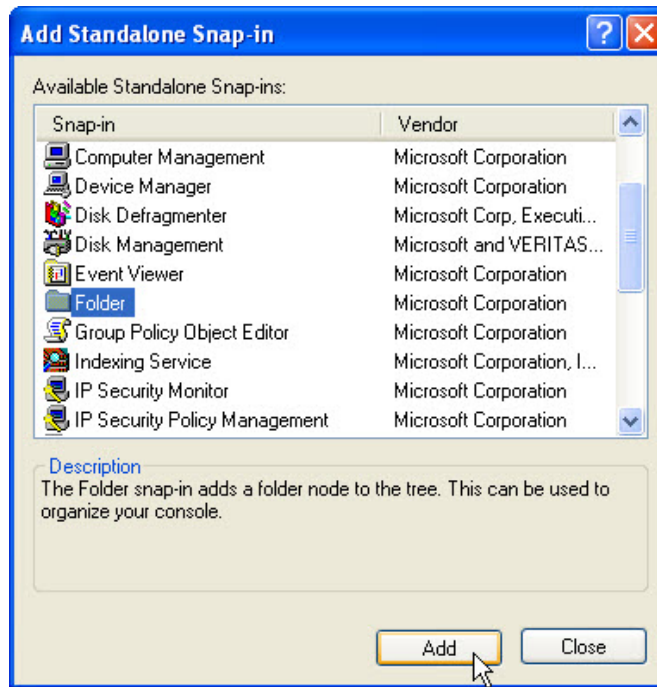 Add Standalone Snap-in
Available Standalone Snap-ins:
Snap-in Vendor
Computer Management Microsoft Corporation
Device Manager Microsoft Corporation
Disk Defragmenter Microsoft Corp, Executi...
Disk Management Microsoft and VERITAS...
Event Viewer Microsoft Corporation
Folder Microsoft Corporation
Group Policy Object Editor Microsoft Corporation
Indexing Service Microsoft Corporation, I...
IP Security Monitor Microsoft Corporation
IP Security Policy Management Microsoft Corporation
Description
The Folder snap-in adds a folder node to the tree. This can be used to
organize your console.
Add Close